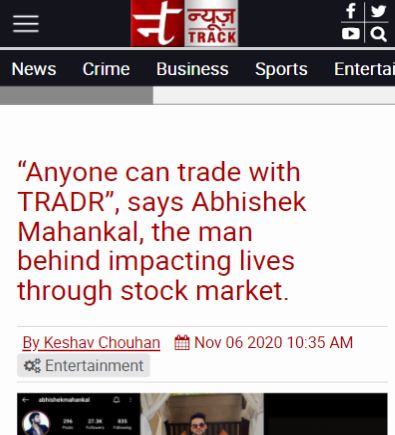 न्यूज़
TRACK
News Crime Business Sports Entertai
“Anyone can trade with
TRADR”, says Abhishek
Mahankal, the man
behind impacting lives
through stock market.
By Keshav Chouhan Nov 06 2020 10:35 AM
Entertainment
abhishekmahankal
296 27.3K 835
Posts Followers Following